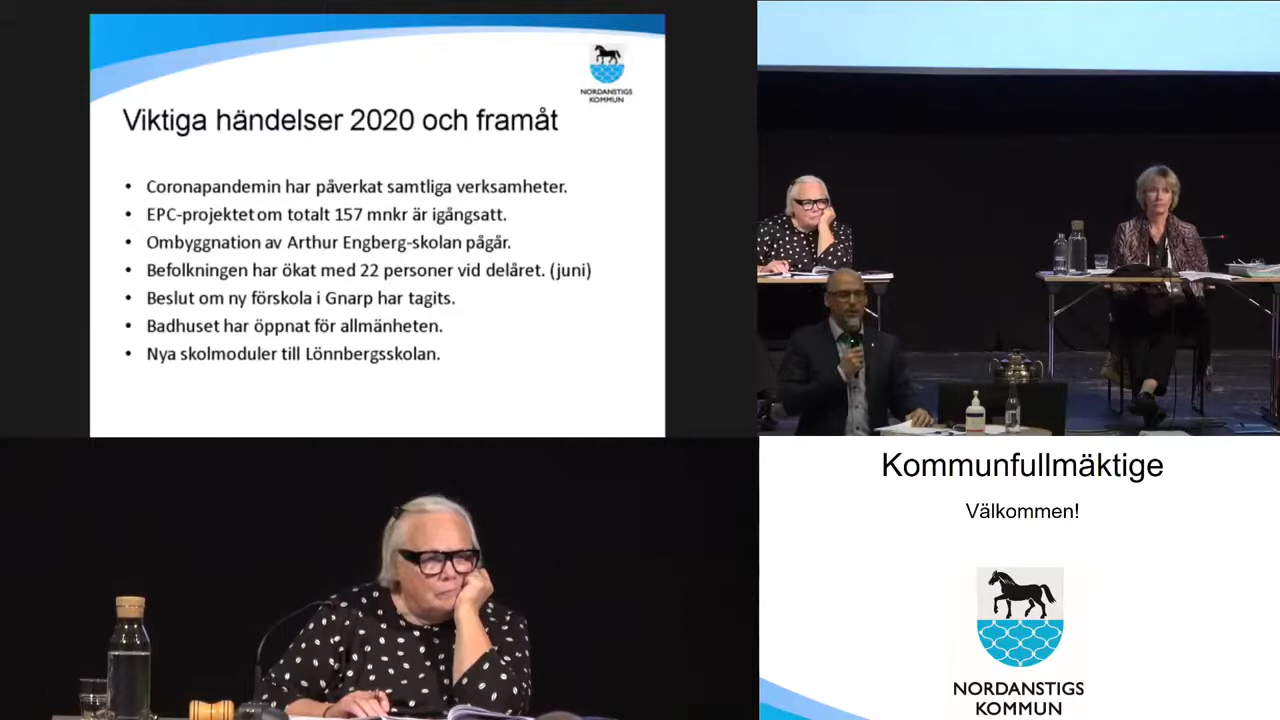 NORDANSTIGS
KOMMUN
Viktiga händelser 2020 och framåt
• Coronapandemin har påverkat samtliga verksamheter.
• EPC-projektet om totalt 157 mnkr är igångsatt.
• Ombyggnation av Arthur Engberg-skolan pågår.
• Befolkningen har ökat med 22 personer vid delåret. (juni)
• Beslut om ny förskola i Gnarp har tagits.
• Badhuset har öppnat för allmänheten.
• Nya skolmoduler till Lönnbergsskolan.
Kommunfullmäktige
Välkommen!
NORDANSTIGS
KOMMUN